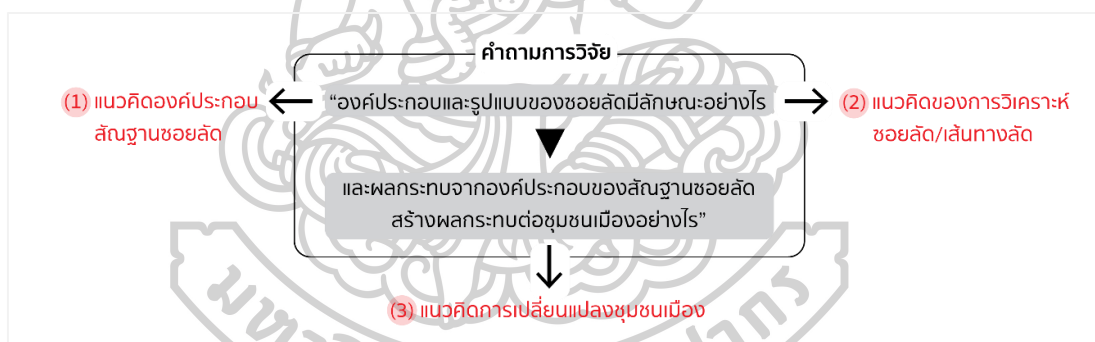 คำถามการวิจัย
(1) แนวคิดองค์ประกอบ
สัณฐานซอยลัด
“องค์ประกอบและรูปแบบของซอยลัดมีลักษณะอย่างไร
(2) แนวคิดของการวิเคราะห์
ซอยลัด/เส้นทางลัด
และผลกระทบจากองค์ประกอบของสัณฐานซอยลัด
สร้างผลกระทบต่อชุมชนเมืองอย่างไร”
(3) แนวคิดการเปลี่ยนแปลงชุมชนเมือง